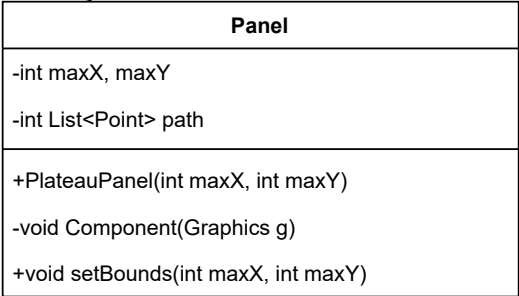 Panel
-int maxX, maxY
-int List<Point> path
+PlateauPanel(int maxX, int maxY)
-void Component(Graphics g)
+void setBounds(int maxX, int maxY)